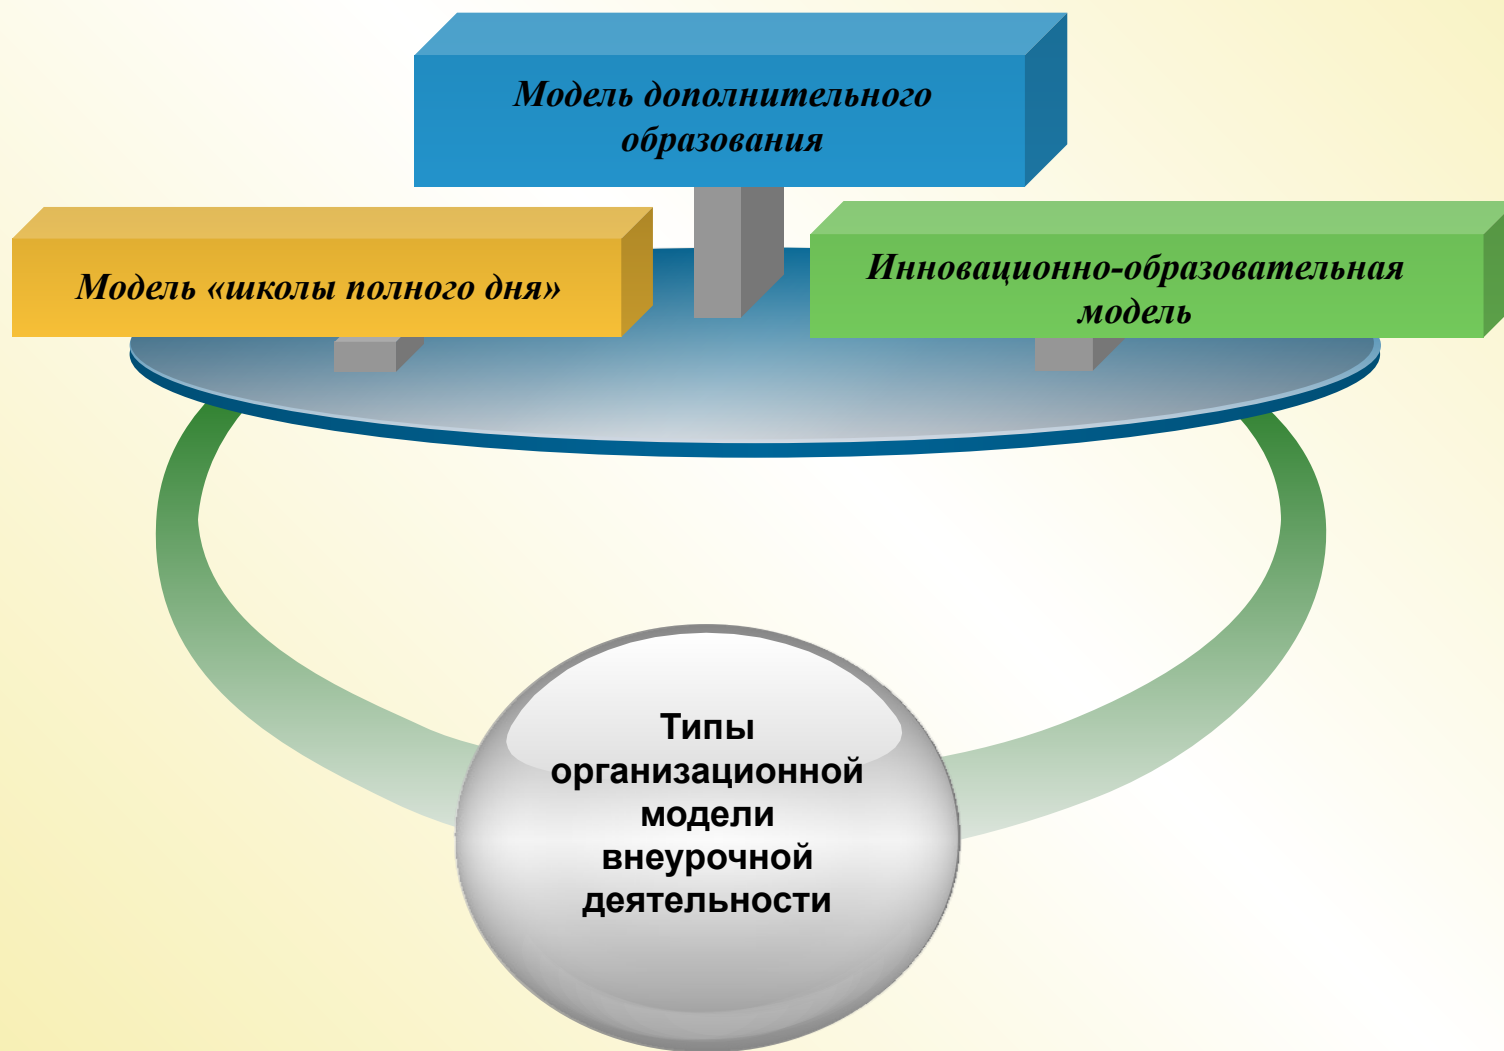 Модель дополнительного
образования
Модель «школы полного дня»
Инновационно-образовательная
модель
Типы
организационной
модели
внеурочной
деятельности